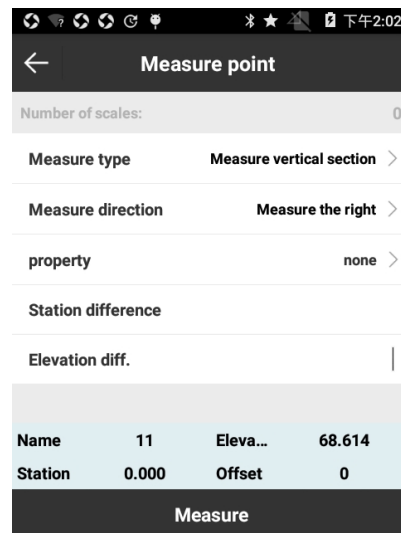 下午2:02
Measure point
Number of scales: 0
Measure type Measure vertical section
Measure direction Measure the right
property none
Station difference
Elevation diff.
Name 11 Eleva... 68.614
Station 0.000 Offset 0
Measure